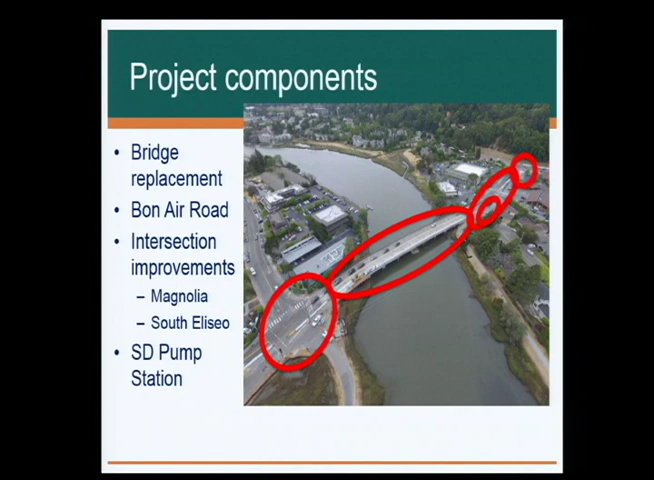 Project components
• Bridge
replacement
• Bon Air Road
• Intersection
improvements
– Magnolia
– South Eliseo
• SD Pump
Station